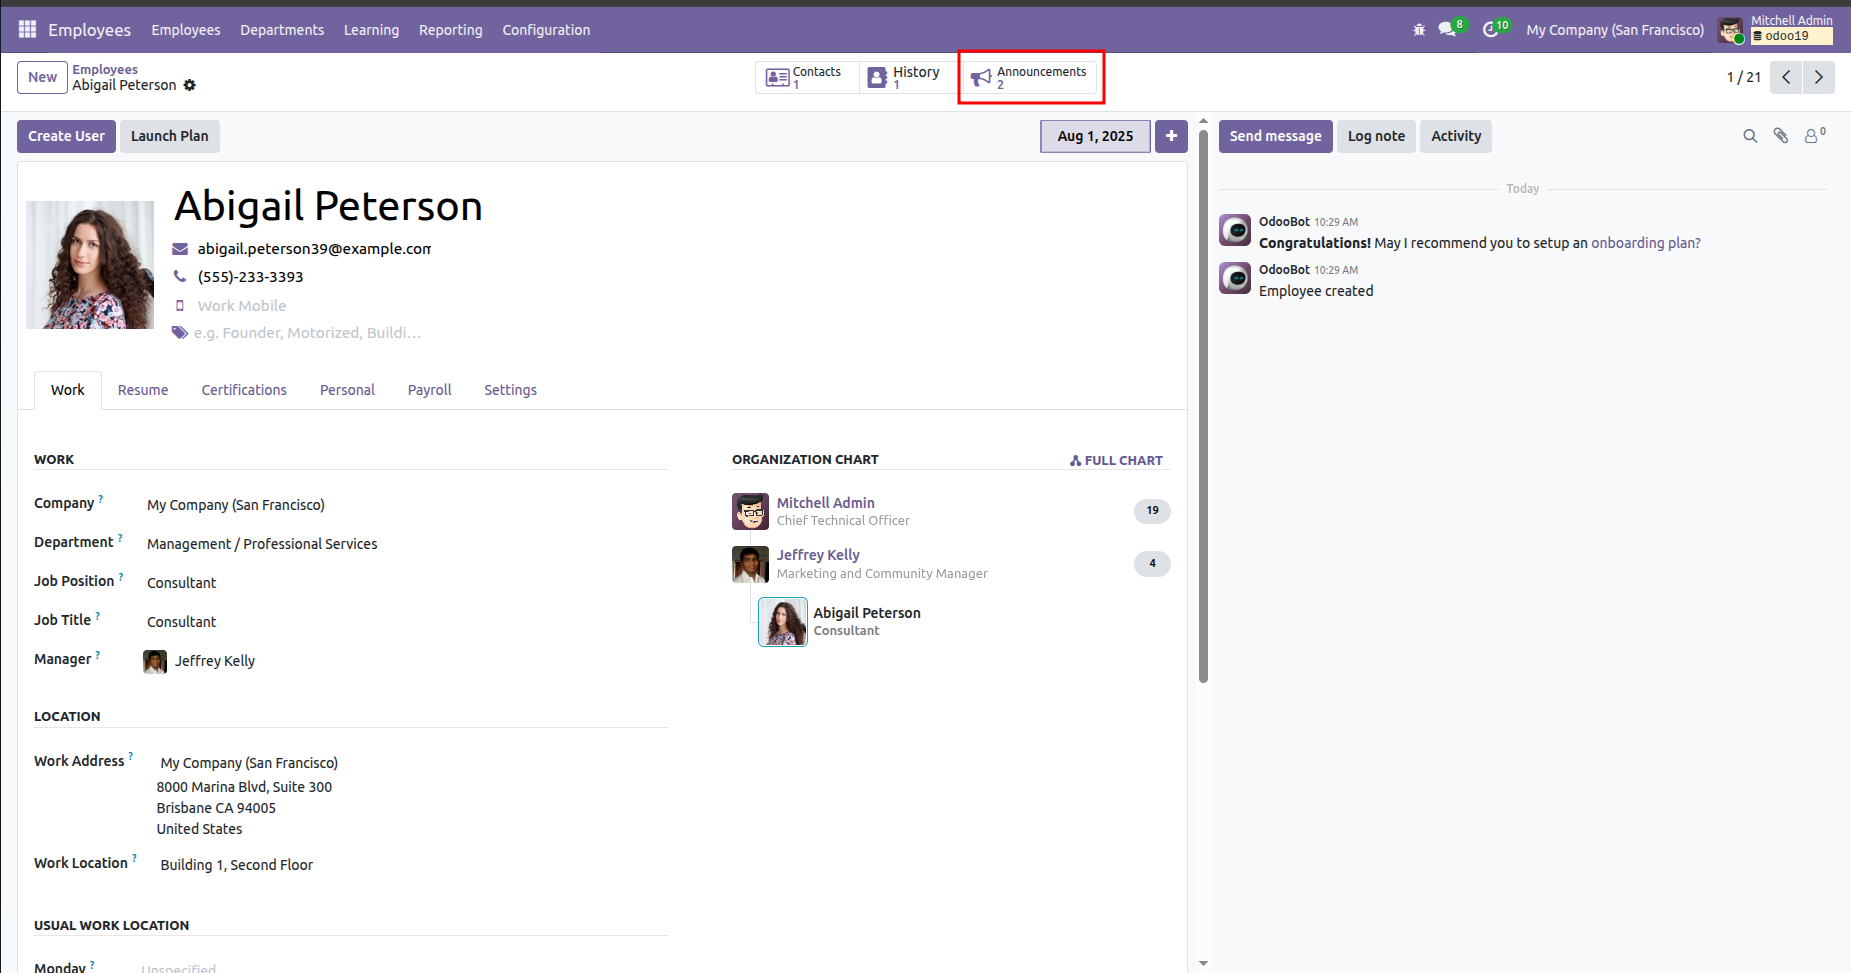 Employees Employees Departments Learning Reporting Configuration 8 10 My Company (San Francisco) Mitchell Admin
odoo19
New Employees
Abigail Peterson
Contacts
1
History
1
Announcements
2
1 / 21
Create User Launch Plan Aug 1, 2025 + Send message Log note Activity 0
Abigail Peterson
abigail.peterson39@example.com
(555)-233-3393
Work Mobile
e.g. Founder, Motorized, Buildi...
Work Resume Certifications Personal Payroll Settings
WORK
Company ? My Company (San Francisco)
Department ? Management / Professional Services
Job Position ? Consultant
Job Title ? Consultant
Manager ? Jeffrey Kelly
ORGANIZATION CHART FULL CHART
Mitchell Admin
Chief Technical Officer
19
Jeffrey Kelly
Marketing and Community Manager
4
Abigail Peterson
Consultant
LOCATION
Work Address ? My Company (San Francisco)
8000 Marina Blvd, Suite 300
Brisbane CA 94005
United States
Work Location ? Building 1, Second Floor
USUAL WORK LOCATION
Monday ? Unspecified
Today
OdooBot 10:29 AM
Congratulations! May I recommend you to setup an onboarding plan?
OdooBot 10:29 AM
Employee created